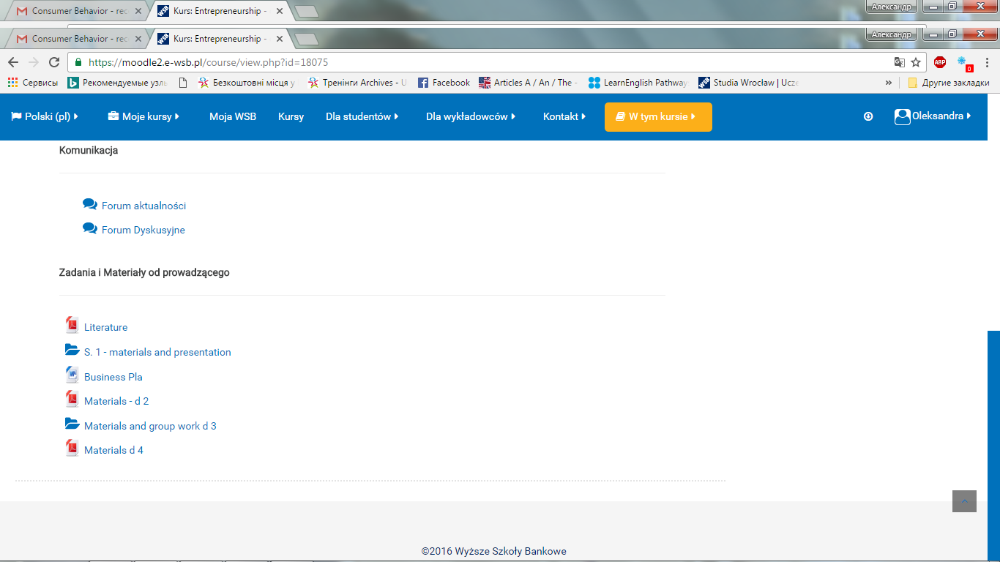 Consumer Behavior - rec Kurs: Entrepreneurship - Александр
Consumer Behavior - rec Kurs: Entrepreneurship - Александр
https://moodle2.e-wsb.pl/course/view.php?id=18075 ABP
Сервисы Рекомендуемые узлы Безкоштовні місця у Тренінги Archives - U Facebook Articles A / An / The - LearnEnglish Pathway Studia Wrocław | Ucze » Другие закладки
0
Polski (pl) Moje kursy Moja WSB Kursy Dla studentów Dla wykładowców Kontakt W tym kursie Oleksandra
Komunikacja
Forum aktualności
Forum Dyskusyjne
Zadania i Materiały od prowadzącego
Literature
S. 1 - materials and presentation
Business Pla
Materials - d 2
Materials and group work d 3
Materials d 4
©2016 Wyższe Szkoły Bankowe